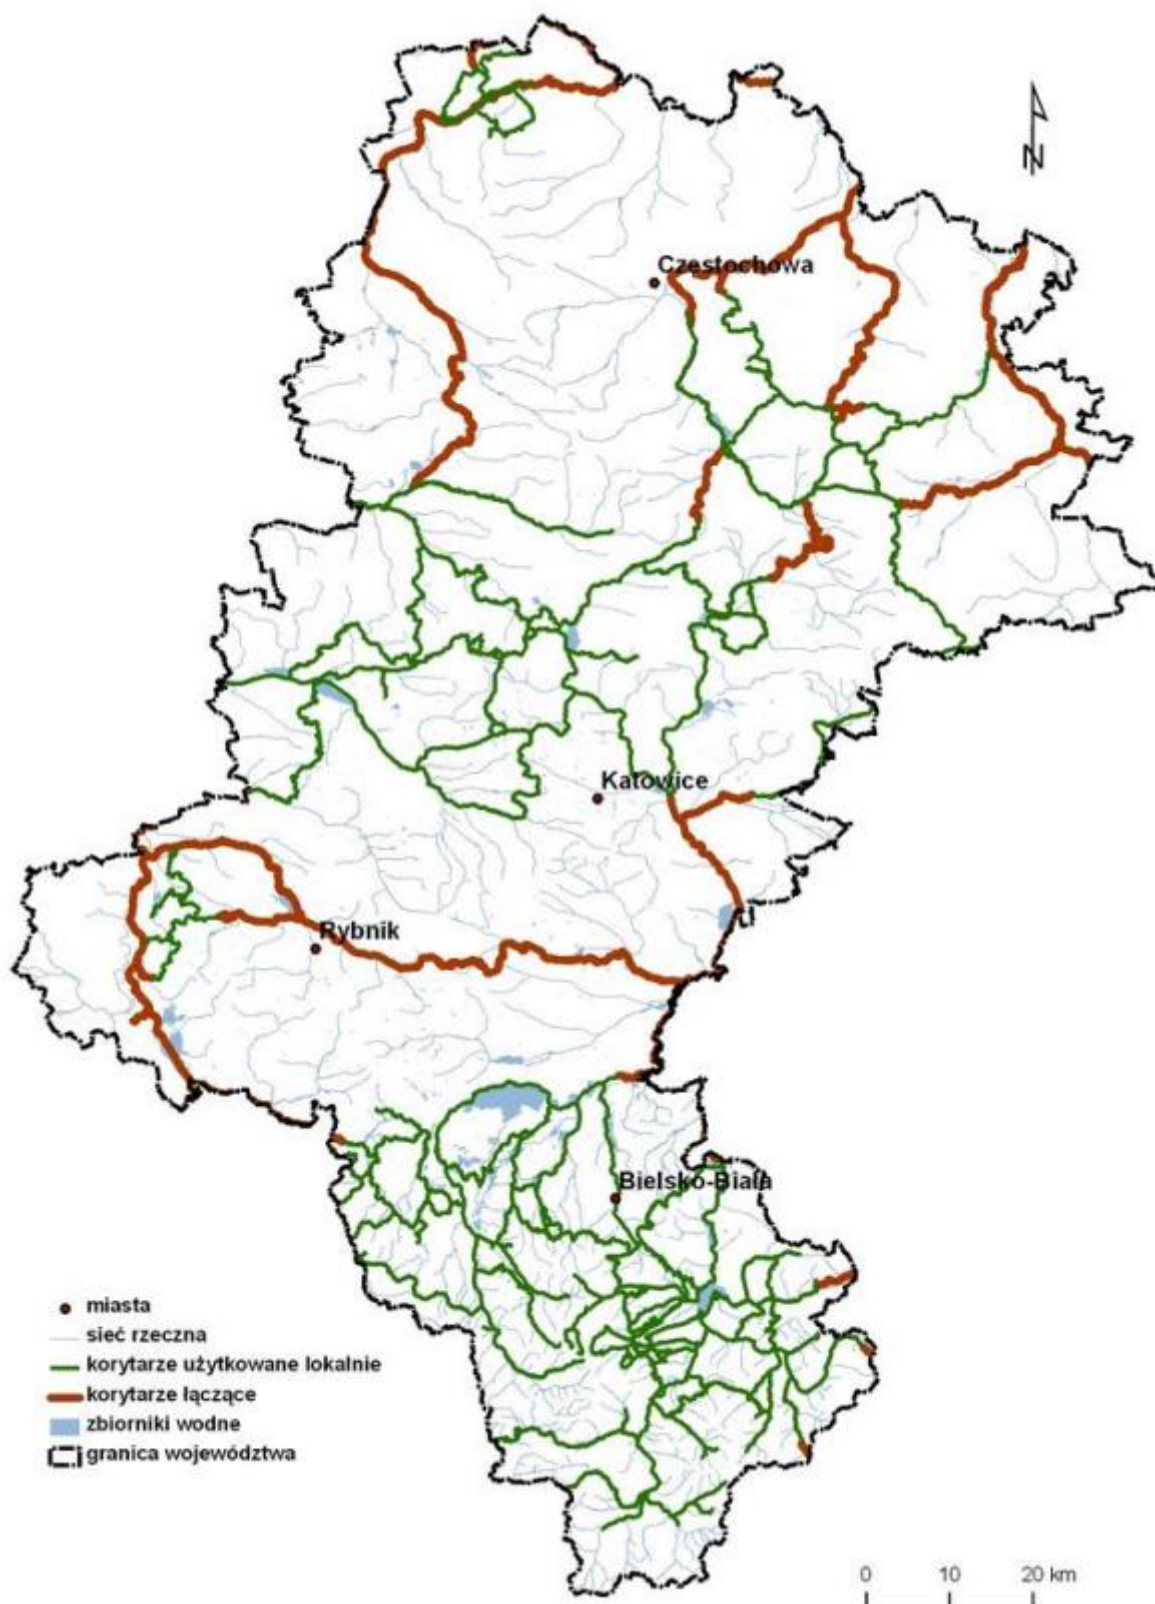 N
Częstochowa
Katowice
Rybnik
Bielsko-Biala
miasta
sieć rzeczna
korytarze użytkowane lokalnie
korytarze łączące
zbiorniki wodne
granica województwa
0 10 20 km